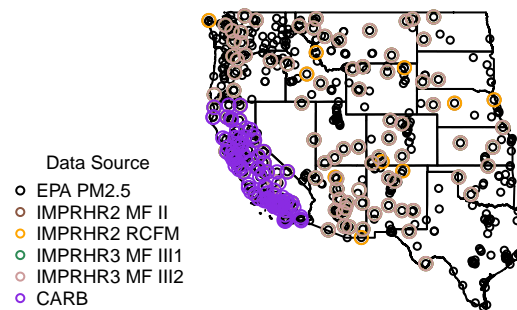 Data Source
EPA PM2.5
IMPRHR2 MF II
IMPRHR2 RCFM
IMPRHR3 MF III1
IMPRHR3 MF III2
CARB